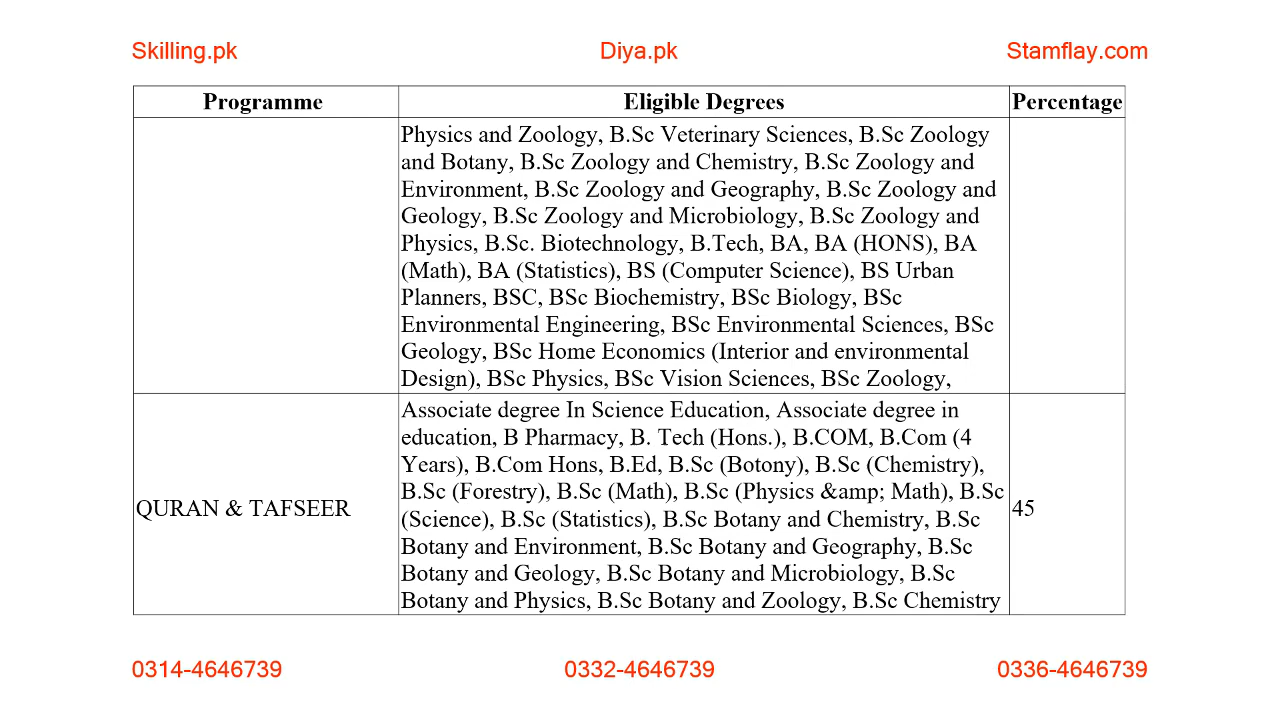 Skilling.pk Diya.pk Stamflay.com
Programme Eligible Degrees Percentage
Physics and Zoology, B.Sc Veterinary Sciences, B.Sc Zoology
and Botany, B.Sc Zoology and Chemistry, B.Sc Zoology and
Environment, B.Sc Zoology and Geography, B.Sc Zoology and
Geology, B.Sc Zoology and Microbiology, B.Sc Zoology and
Physics, B.Sc. Biotechnology, B.Tech, BA, BA (HONS), BA
(Math), BA (Statistics), BS (Computer Science), BS Urban
Planners, BSC, BSc Biochemistry, BSc Biology, BSc
Environmental Engineering, BSc Environmental Sciences, BSc
Geology, BSc Home Economics (Interior and environmental
Design), BSc Physics, BSc Vision Sciences, BSc Zoology,
QURAN & TAFSEER
Associate degree In Science Education, Associate degree in
education, B Pharmacy, B. Tech (Hons.), B.COM, B.Com (4
Years), B.Com Hons, B.Ed, B.Sc (Botony), B.Sc (Chemistry),
B.Sc (Forestry), B.Sc (Math), B.Sc (Physics &amp; Math), B.Sc
(Science), B.Sc (Statistics), B.Sc Botany and Chemistry, B.Sc
Botany and Environment, B.Sc Botany and Geography, B.Sc
Botany and Geology, B.Sc Botany and Microbiology, B.Sc
Botany and Physics, B.Sc Botany and Zoology, B.Sc Chemistry
45
0314-4646739 0332-4646739 0336-4646739